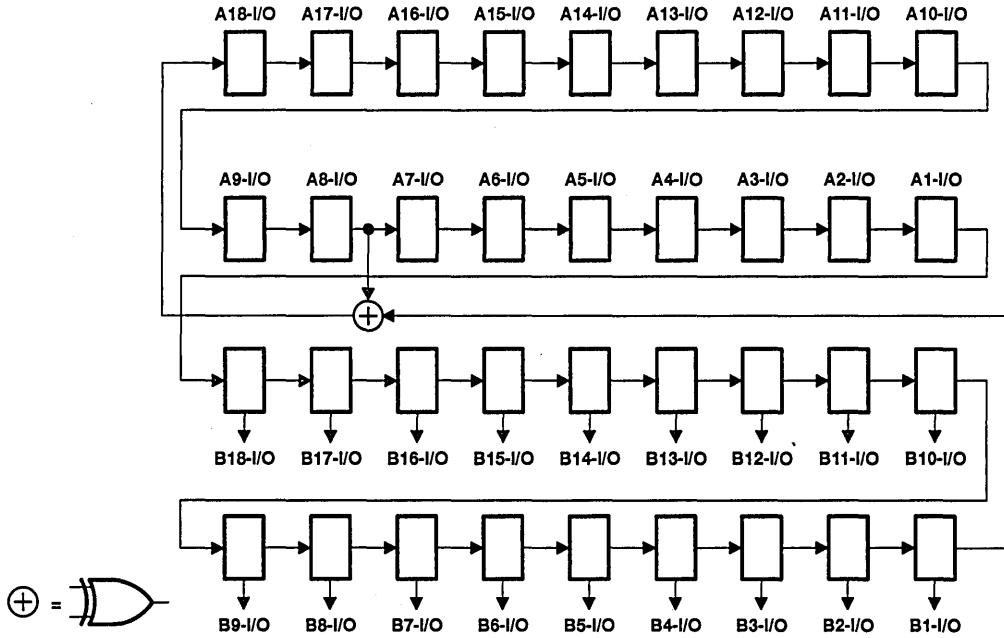 A18-I/O A17-I/O A16-I/O A15-I/O A14-I/O A13-I/O A12-I/O A11-I/O A10-I/O
A9-I/O A8-I/O A7-I/O A6-I/O A5-I/O A4-I/O A3-I/O A2-I/O A1-I/O
B18-I/O B17-I/O B16-I/O B15-I/O B14-I/O B13-I/O B12-I/O B11-I/O B10-I/O
=
B9-I/O B8-I/O B7-I/O B6-I/O B5-I/O B4-I/O B3-I/O B2-I/O B1-I/O